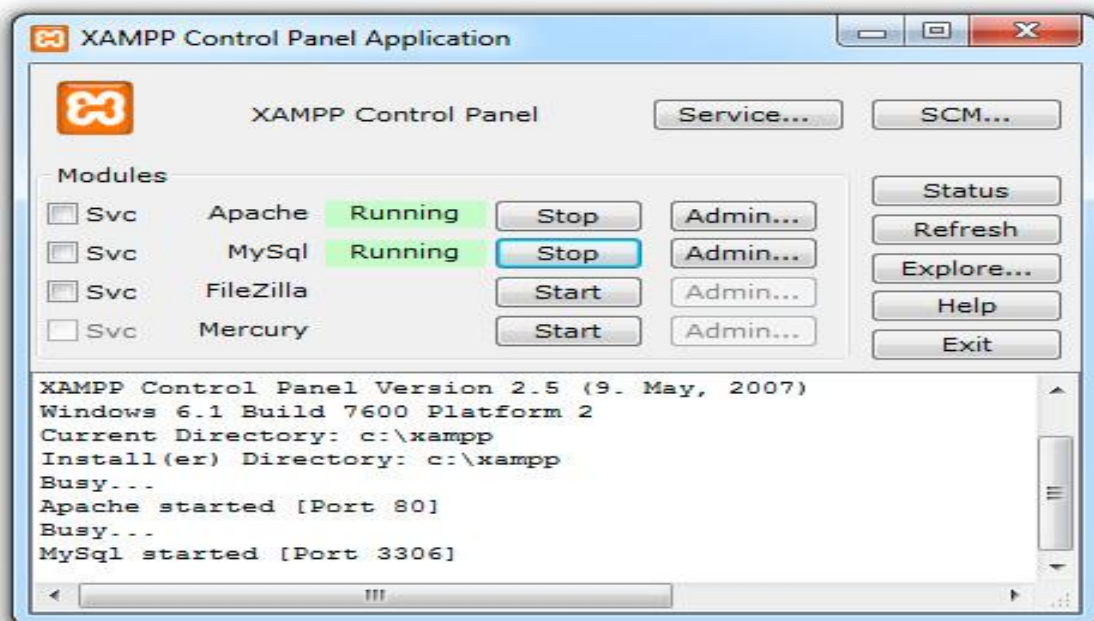 XAMPP Control Panel Application
XAMPP Control Panel Service... SCM...
Modules
Svc Apache Running Stop Admin...
Svc MySql Running Stop Admin...
Svc FileZilla Start Admin...
Svc Mercury Start Admin...
Status
Refresh
Explore...
Help
Exit
XAMPP Control Panel Version 2.5 (9. May, 2007)
Windows 6.1 Build 7600 Platform 2
Current Directory: c:\xampp
Install(er) Directory: c:\xampp
Busy...
Apache started [Port 80]
Busy...
MySql started [Port 3306]